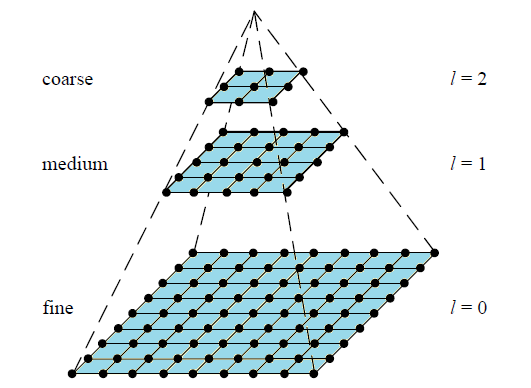 coarse l = 2
medium l = 1
fine l = 0